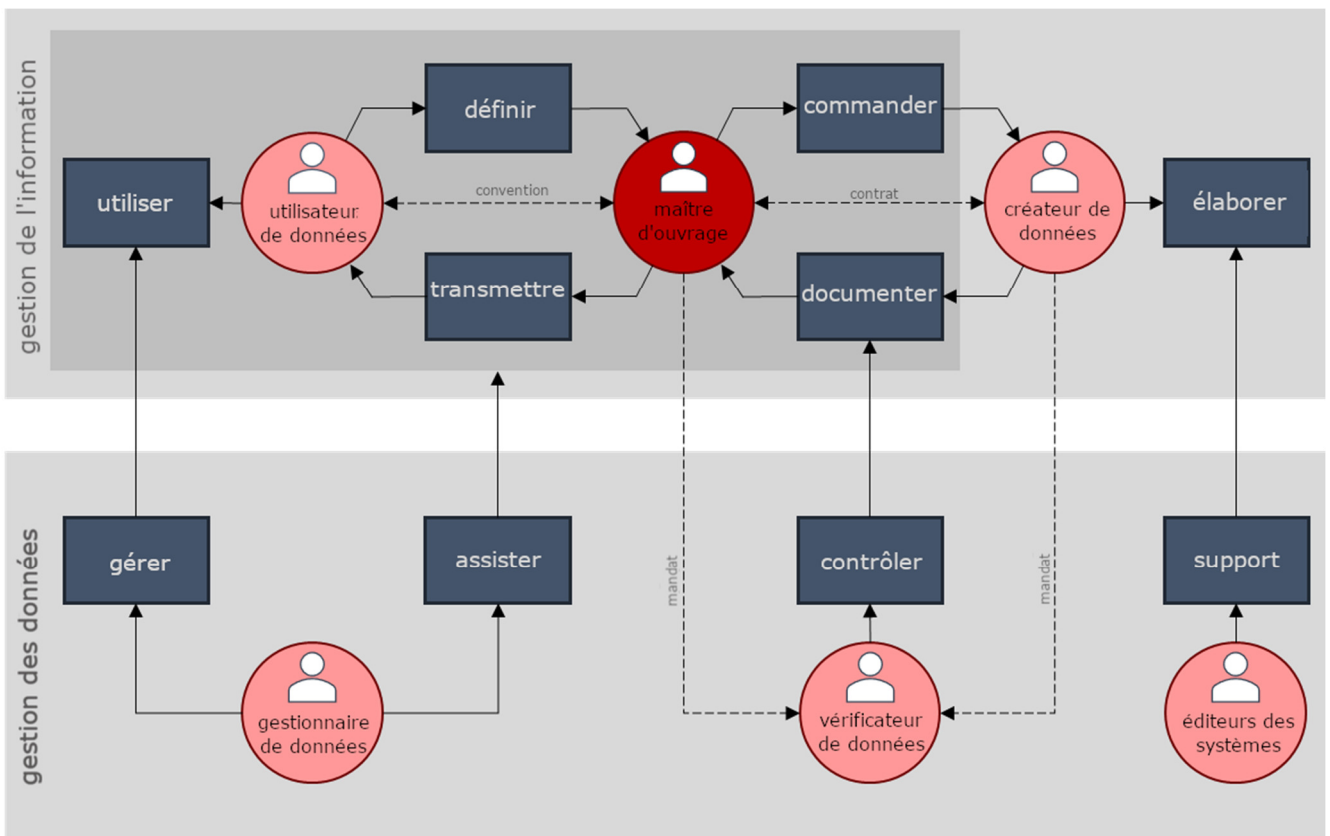 gestion de l'information
définir
commander
utiliser
utilisateur
de données
convention
maître
d'ouvrage
contrat
créateur de
données
élaborer
transmettre
documenter
gestion des données
gérer
assister
mandat
contrôler
mandat
support
gestionnaire
de données
vérificateur
de données
éditeurs des
systèmes